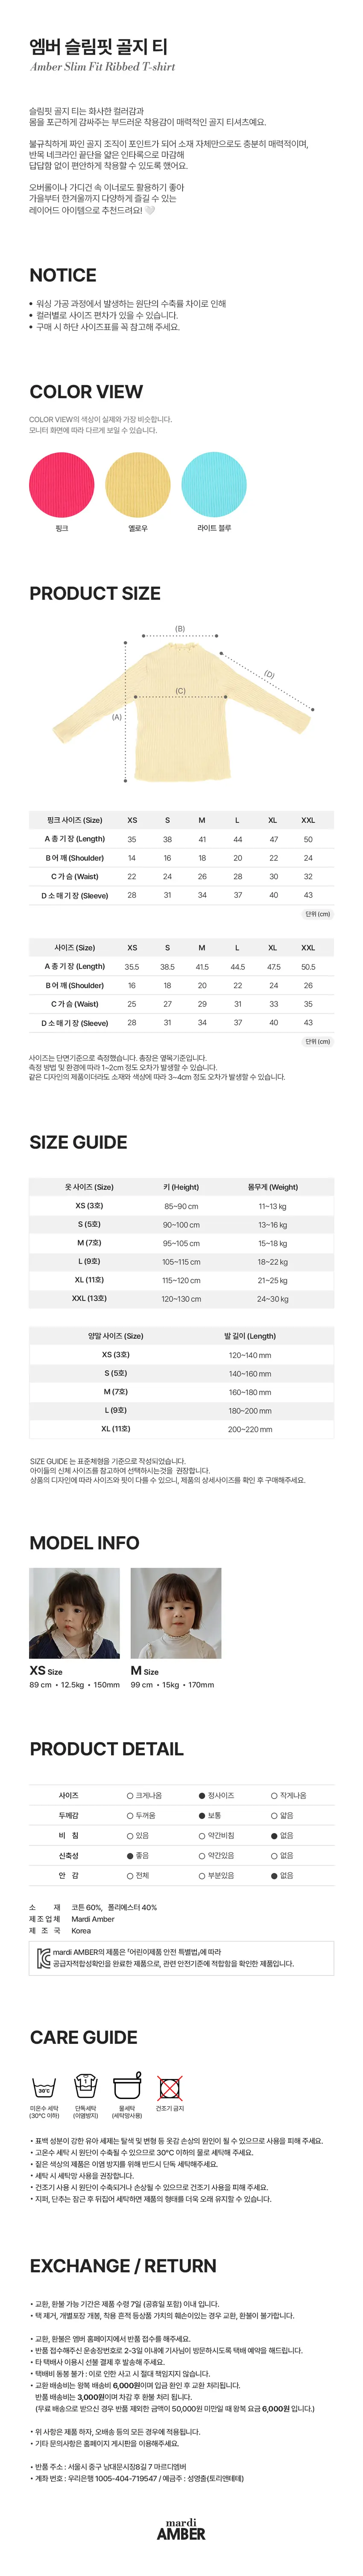 엠버 슬림핏 골지 티
Amber Slim Fit Ribbed T-shirt
슬림핏 골지 티는 화사한 컬러감과
몸을 포근하게 감싸주는 부드러운 착용감이 매력적인 골지 티셔츠예요.
불규칙하게 짜인 골지 조직이 포인트가 되어 소재 자체만으로도 충분히 매력적이며,
반목 네크라인 끝단을 얇은 인타록으로 마감해
답답함 없이 편안하게 착용할 수 있도록 했어요.
오버롤이나 가디건 속 이너로도 활용하기 좋아
가을부터 한겨울까지 다양하게 즐길 수 있는
레이어드 아이템으로 추천드려요! 🤍
NOTICE
• 워싱 가공 과정에서 발생하는 원단의 수축률 차이로 인해
• 컬러별로 사이즈 편차가 있을 수 있습니다.
• 구매 시 하단 사이즈표를 꼭 참고해 주세요.
COLOR VIEW
COLOR VIEW의 색상이 실제와 가장 비슷합니다.
모니터 화면에 따라 다르게 보일 수 있습니다.
핑크 옐로우 라이트 블루
PRODUCT SIZE
(B)
(D)
(C)
(A)
핑크 사이즈 (Size) XS S M L XL XXL
A 총 기 장 (Length) 35 38 41 44 47 50
B 어 깨 (Shoulder) 14 16 18 20 22 24
C 가 슴 (Waist) 22 24 26 28 30 32
D 소 매 기 장 (Sleeve) 28 31 34 37 40 43
단위 (cm)
사이즈 (Size) XS S M L XL XXL
A 총 기 장 (Length) 35.5 38.5 41.5 44.5 47.5 50.5
B 어 깨 (Shoulder) 16 18 20 22 24 26
C 가 슴 (Waist) 25 27 29 31 33 35
D 소 매 기 장 (Sleeve) 28 31 34 37 40 43
단위 (cm)
사이즈는 단면기준으로 측정했습니다. 총장은 옆목기준입니다.
측정 방법 및 환경에 따라 1~2cm 정도 오차가 발생할 수 있습니다.
같은 디자인의 제품이더라도 소재와 색상에 따라 3~4cm 정도 오차가 발생할 수 있습니다.
SIZE GUIDE
옷 사이즈 (Size) 키 (Height) 몸무게 (Weight)
XS (3호) 85~90 cm 11~13 kg
S (5호) 90~100 cm 13~16 kg
M (7호) 95~105 cm 15~18 kg
L (9호) 105~115 cm 18~22 kg
XL (11호) 115~120 cm 21~25 kg
XXL (13호) 120~130 cm 24~30 kg
양말 사이즈 (Size) 발 길이 (Length)
XS (3호) 120~140 mm
S (5호) 140~160 mm
M (7호) 160~180 mm
L (9호) 180~200 mm
XL (11호) 200~220 mm
SIZE GUIDE 는 표준체형을 기준으로 작성되었습니다.
아이들의 신체 사이즈를 참고하여 선택하시는것을 권장합니다.
상품의 디자인에 따라 사이즈와 핏이 다를 수 있으니, 제품의 상세사이즈를 확인 후 구매해주세요.
MODEL INFO
XS Size M Size
89 cm • 12.5kg • 150mm 99 cm • 15kg • 170mm
PRODUCT DETAIL
사이즈 ○ 크게나옴 ● 정사이즈 ○ 작게나옴
두께감 ○ 두꺼움 ● 보통 ○ 얇음
비 침 ○ 있음 ○ 약간비침 ● 없음
신축성 ● 좋음 ○ 약간있음 ○ 없음
안 감 ○ 전체 ○ 부분있음 ● 없음
소 재 코튼 60%, 폴리에스터 40%
제조업체 Mardi Amber
제 조 국 Korea
mardi AMBER의 제품은 「어린이제품 안전 특별법」에 따라
공급자적합성확인을 완료한 제품으로, 관련 안전기준에 적합함을 확인한 제품입니다.
CARE GUIDE
30°C 1
미온수 세탁 단독세탁 울세탁 건조기 금지
(30°C 이하) (이염방지) (세탁망사용)
• 표백 성분이 강한 유아 세제는 탈색 및 변형 등 옷감 손상의 원인이 될 수 있으므로 사용을 피해 주세요.
• 고온수 세탁 시 원단이 수축될 수 있으므로 30°C 이하의 물로 세탁해 주세요.
• 짙은 색상의 제품은 이염 방지를 위해 반드시 단독 세탁해주세요.
• 세탁 시 세탁망 사용을 권장합니다.
• 건조기 사용 시 원단이 수축되거나 손상될 수 있으므로 건조기 사용을 피해 주세요.
• 지퍼, 단추는 잠근 후 뒤집어 세탁하면 제품의 형태를 더욱 오래 유지할 수 있습니다.
EXCHANGE / RETURN
• 교환, 환불 가능 기간은 제품 수령 7일 (공휴일 포함) 이내 입니다.
• 택 제거, 개별포장 개봉, 착용 흔적 등상품 가치의 훼손이있는 경우 교환, 환불이 불가합니다.
• 교환, 환불은 엠버 홈페이지에서 반품 접수를 해주세요.
• 반품 접수해주신 운송장번호로 2-3일 이내에 기사님이 방문하시도록 택배 예약을 해드립니다.
• 타 택배사 이용시 선불 결제 후 발송해 주세요.
• 택배비 동봉 불가 : 이로 인한 사고 시 절대 책임지지 않습니다.
• 교환 배송비는 왕복 배송비 6,000원이며 입금 확인 후 교환 처리됩니다.
반품 배송비는 3,000원이며 차감 후 환불 처리 됩니다.
(무료 배송으로 받으신 경우 반품 제외한 금액이 50,000원 미만일 때 왕복 요금 6,000원 입니다.)
• 위 사항은 제품 하자, 오배송 등의 모든 경우에 적용됩니다.
• 기타 문의사항은 홈페이지 게시판을 이용해주세요.
• 반품 주소 : 서울시 중구 남대문시장8길 7 마르디엠버
• 계좌 번호 : 우리은행 1005-404-719547 / 예금주 : 성영출(토리앤테테)
mardi
AMBER